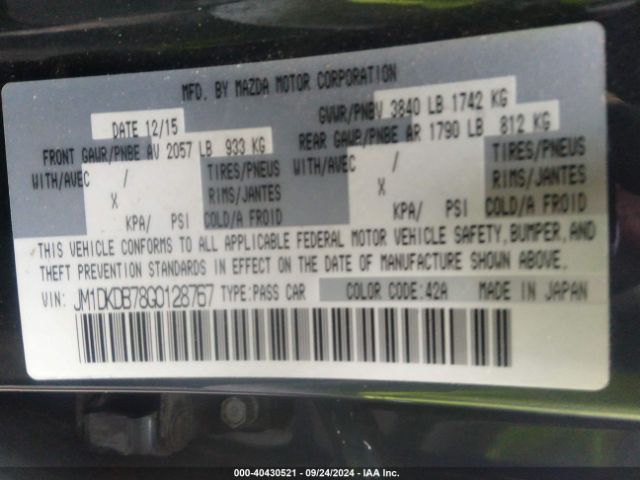 MFD. BY MAZDA MOTOR CORPORATION
DATE 12/15
GVWR/PNBV 3840 LB 1742 KG
FRONT GAWR/PNBE AV 2057 LB 933 KG
REAR GAWR/PNBE AR 1790 LB 812 KG
WITH/AVEC / TIRES/PNEUS
WITH/AVEC / TIRES/PNEUS
X RIMS/JANTES
X RIMS/JANTES
KPA/ PSI COLD/A FROID
KPA/ PSI COLD/A FROID
THIS VEHICLE CONFORMS TO ALL APPLICABLE FEDERAL MOTOR VEHICLE SAFETY, BUMPER, AND
THEFT PREVENTION STANDARDS IN EFFECT ON THE DATE OF MANUFACTURE SHOWN ABOVE.
VIN: JM1DKDB78G0128767 TYPE:PASS CAR COLOR CODE:42A MADE IN JAPAN
000-40430521 - 09/24/2024 - IAA Inc.